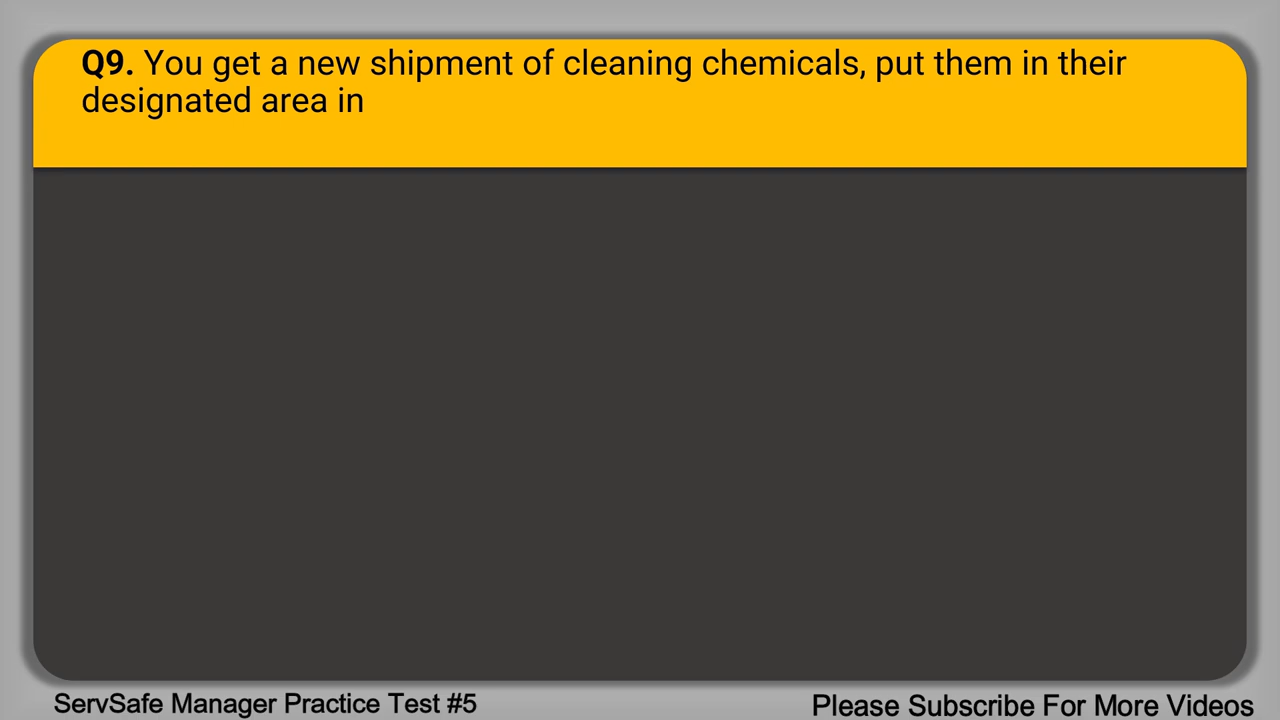 Q9. You get a new shipment of cleaning chemicals, put them in their
designated area in
ServSafe Manager Practice Test #5
Please Subscribe For More Videos